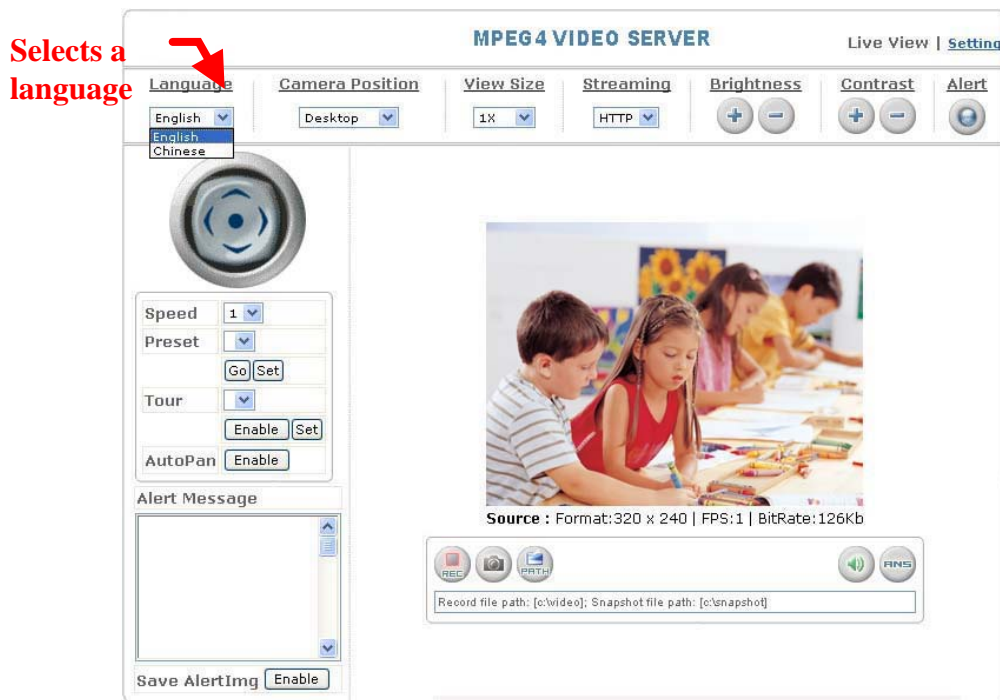 Selects a
language
MPEG4 VIDEO SERVER
Live View | Setting
Language Camera Position View Size Streaming Brightness Contrast Alert
English Desktop 1X HTTP
English
Chinese
Speed 1
Preset
Go Set
Tour
Enable Set
AutoPan Enable
Alert Message
Source : Format:320 x 240 | FPS:1 | BitRate:126Kb
REC PATH ANS
Record file path: [c:\video]; Snapshot file path: [c:\snapshot]
Save AlertImg Enable